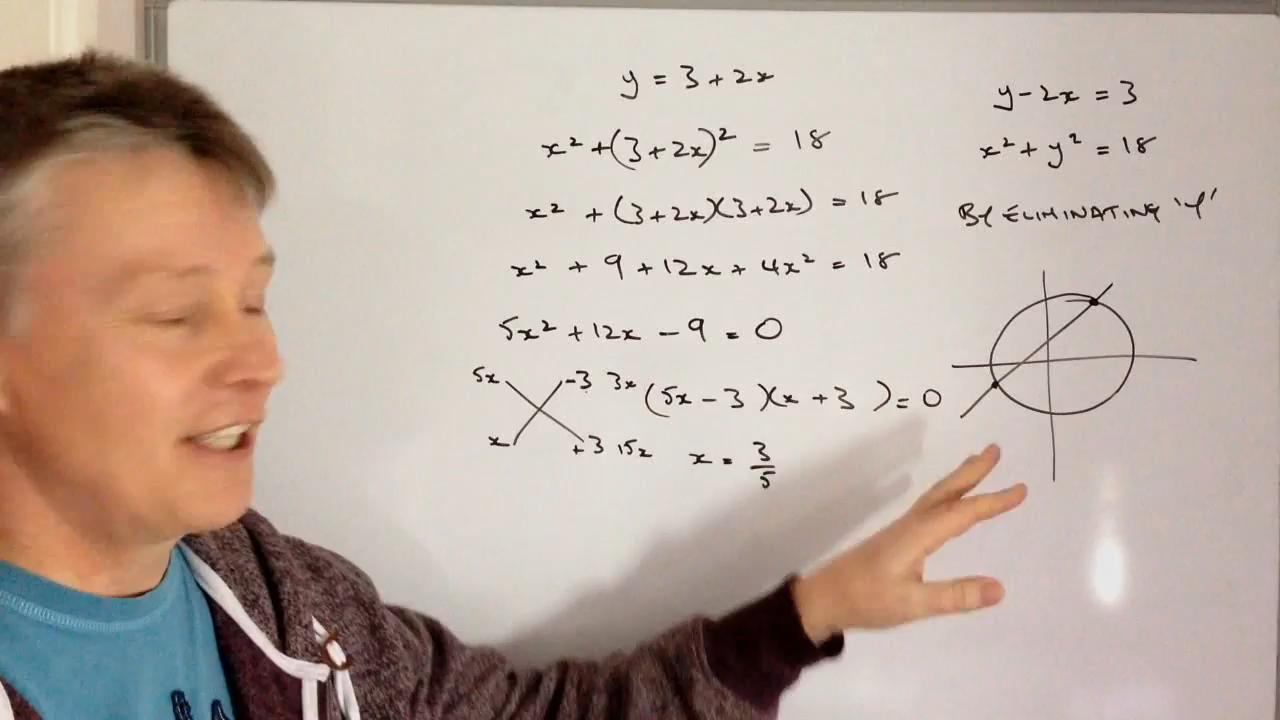 y = 3 + 2x
x² + (3 + 2x)² = 18
x² + (3 + 2x)(3 + 2x) = 18
x² + 9 + 12x + 4x² = 18
5x² + 12x - 9 = 0
5x -3 3x (5x - 3)(x + 3) = 0
x +3 15x x = 3/5
y - 2x = 3
x² + y² = 18
BY ELIMINATING 'Y'